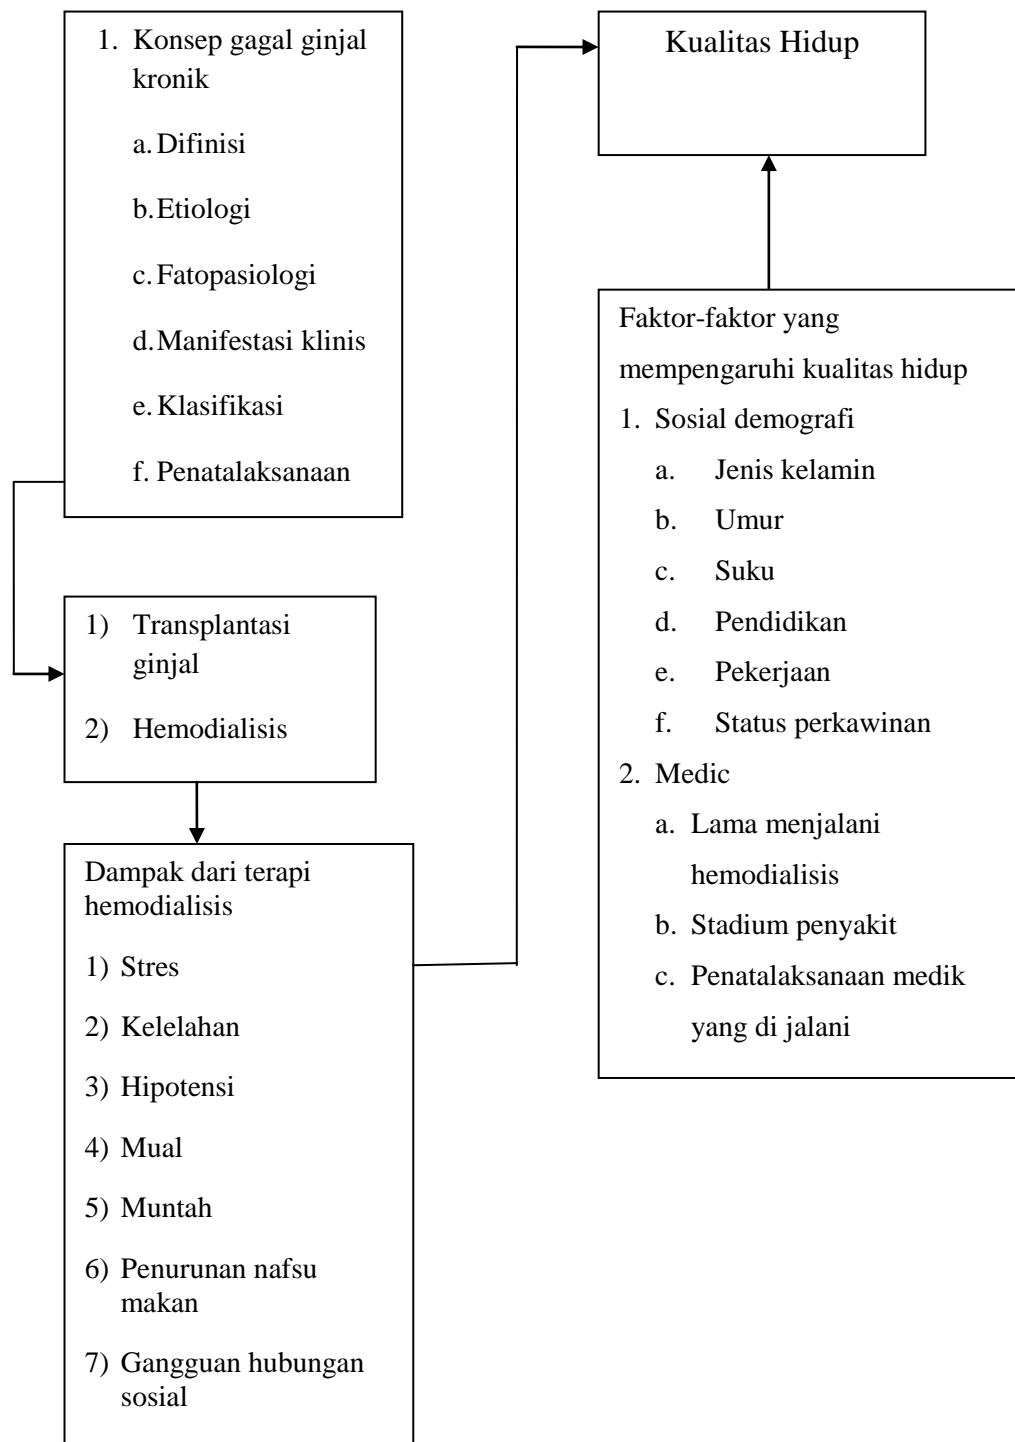 1. Konsep gagal ginjal
kronik
a. Difinisi
b. Etiologi
c. Fatopasiologi
d. Manifestasi klinis
e. Klasifikasi
f. Penatalaksanaan
1) Transplantasi
ginjal
2) Hemodialisis
Dampak dari terapi
hemodialisis
1) Stres
2) Kelelahan
3) Hipotensi
4) Mual
5) Muntah
6) Penurunan nafsu
makan
7) Gangguan hubungan
sosial
Kualitas Hidup
Faktor-faktor yang
mempengaruhi kualitas hidup
1. Sosial demografi
a. Jenis kelamin
b. Umur
c. Suku
d. Pendidikan
e. Pekerjaan
f. Status perkawinan
2. Medic
a. Lama menjalani
hemodialisis
b. Stadium penyakit
c. Penatalaksanaan medik
yang di jalani